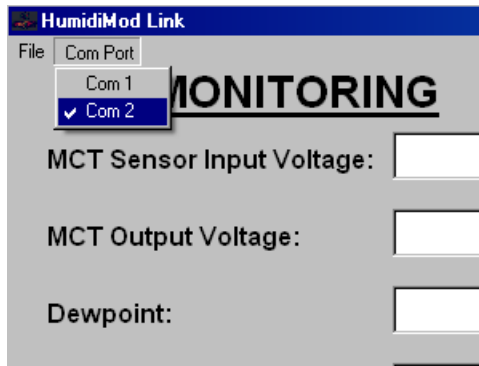 HumidiMod Link
File Com Port
Com 1
MONITORING
✓ Com 2
MCT Sensor Input Voltage:
MCT Output Voltage:
Dewpoint: